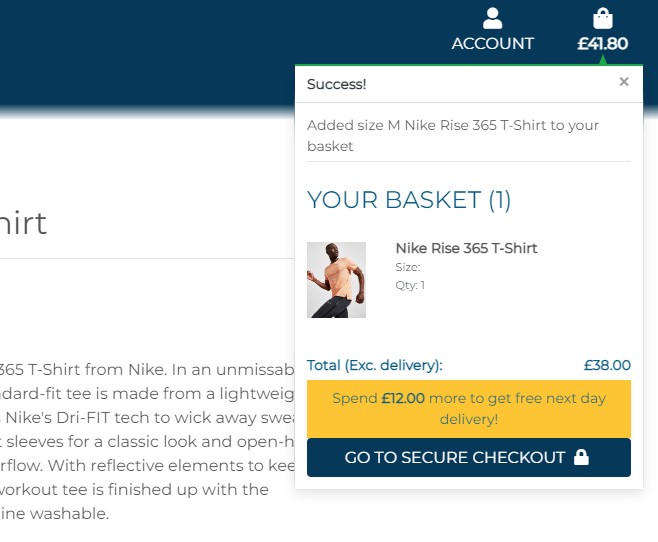 ACCOUNT
£41.80
Success!
×
Added size M Nike Rise 365 T-Shirt to your
basket
YOUR BASKET (1)
Nike Rise 365 T-Shirt
Size:
Qty: 1
Total (Exc. delivery): £38.00
Spend £12.00 more to get free next day
delivery!
GO TO SECURE CHECKOUT
hirt
365 T-Shirt from Nike. In an unmissab
ndard-fit tee is made from a lightweig
s Nike's Dri-FIT tech to wick away swea
t sleeves for a classic look and open-h
rflow. With reflective elements to kee
workout tee is finished up with the
ine washable.